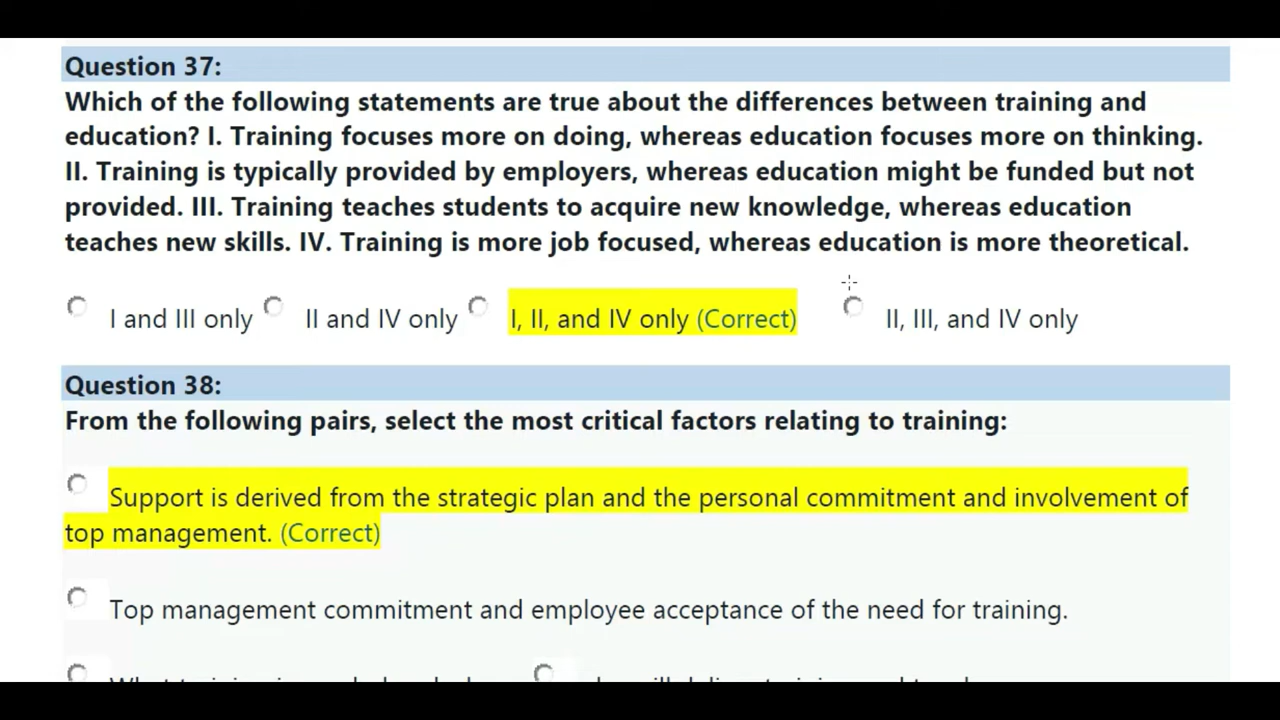 Question 37:
Which of the following statements are true about the differences between training and
education? I. Training focuses more on doing, whereas education focuses more on thinking.
II. Training is typically provided by employers, whereas education might be funded but not
provided. III. Training teaches students to acquire new knowledge, whereas education
teaches new skills. IV. Training is more job focused, whereas education is more theoretical.
I and III only II and IV only I, II, and IV only (Correct) II, III, and IV only
Question 38:
From the following pairs, select the most critical factors relating to training:
Support is derived from the strategic plan and the personal commitment and involvement of
top management. (Correct)
Top management commitment and employee acceptance of the need for training.